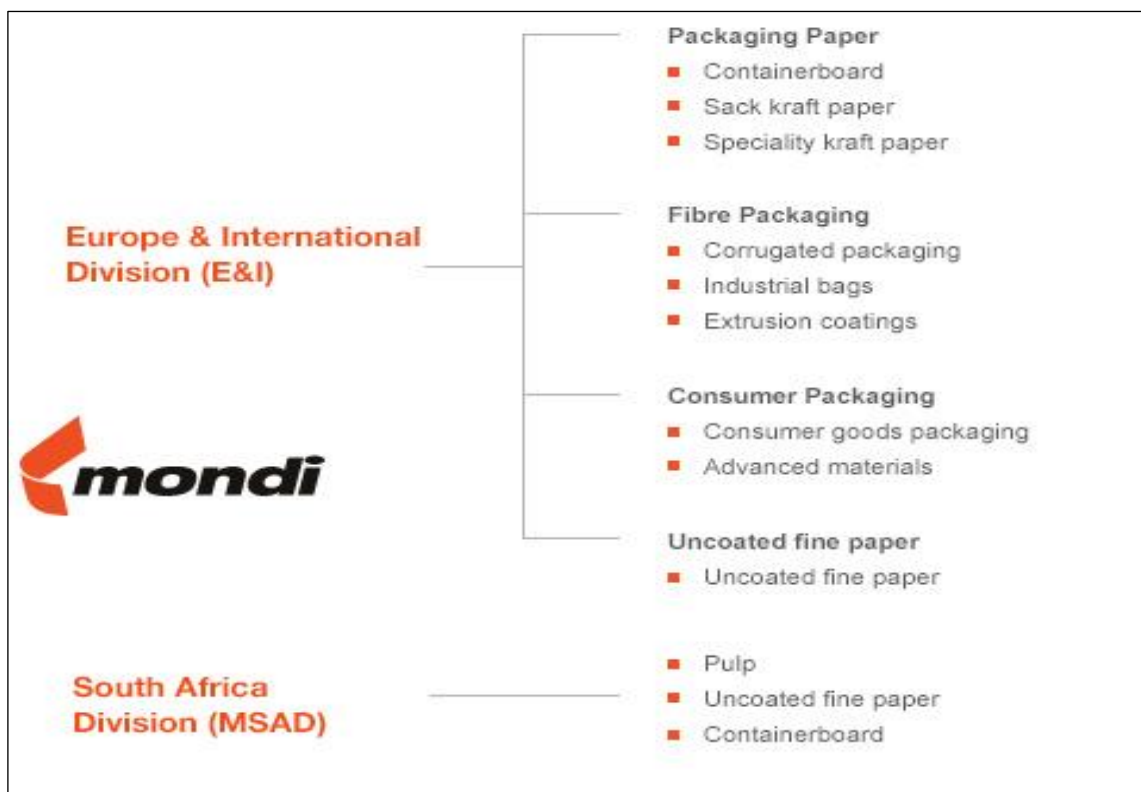 Packaging Paper
Containerboard
Sack kraft paper
Speciality kraft paper
Europe & International
Division (E&I)
Fibre Packaging
Corrugated packaging
Industrial bags
Extrusion coatings
Consumer Packaging
Consumer goods packaging
Advanced materials
mondi
Uncoated fine paper
Uncoated fine paper
South Africa
Division (MSAD)
Pulp
Uncoated fine paper
Containerboard